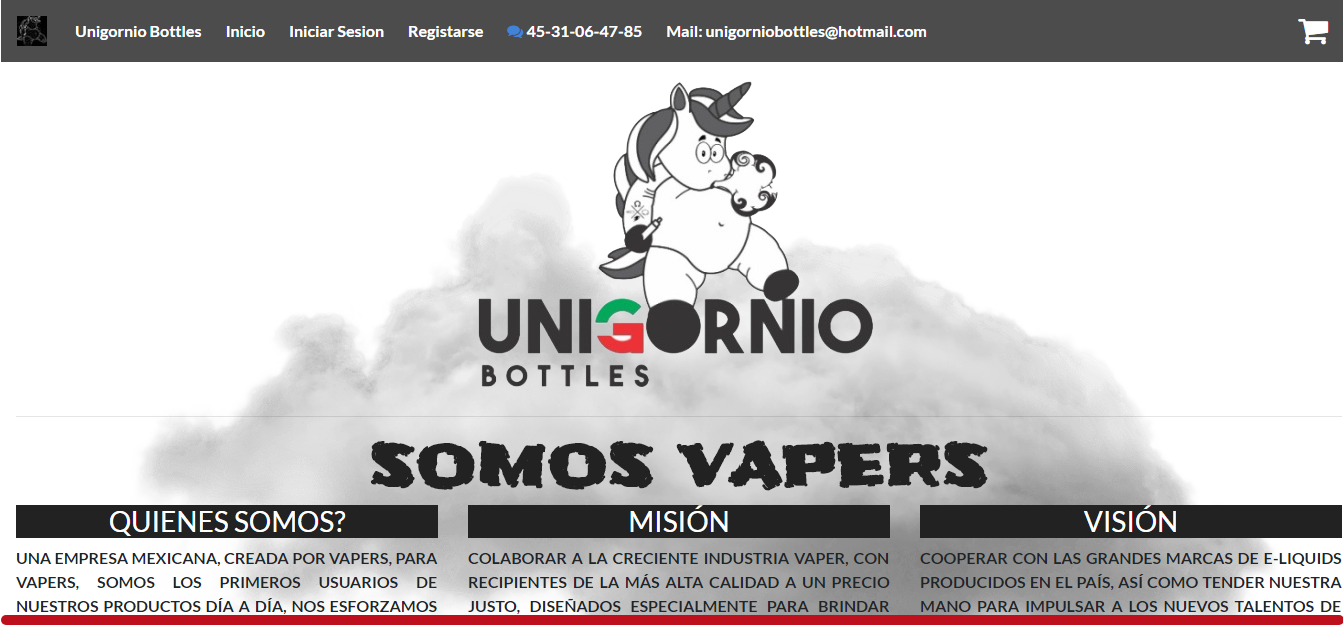 Unigornio Bottles Inicio Iniciar Sesion Registarse 45-31-06-47-85 Mail: unigorniobottles@hotmail.com
UNIGORNIO
BOTTLES
SOMOS VAPERS
QUIENES SOMOS?
UNA EMPRESA MEXICANA, CREADA POR VAPERS, PARA
VAPERS, SOMOS LOS PRIMEROS USUARIOS DE
NUESTROS PRODUCTOS DÍA A DÍA, NOS ESFORZAMOS
MISIÓN
COLABORAR A LA CRECIENTE INDUSTRIA VAPER, CON
RECIPIENTES DE LA MÁS ALTA CALIDAD A UN PRECIO
JUSTO, DISEÑADOS ESPECIALMENTE PARA BRINDAR
VISIÓN
COOPERAR CON LAS GRANDES MARCAS DE E-LIQUIDS
PRODUCIDOS EN EL PAÍS, ASÍ COMO TENDER NUESTRA
MANO PARA IMPULSAR A LOS NUEVOS TALENTOS DE